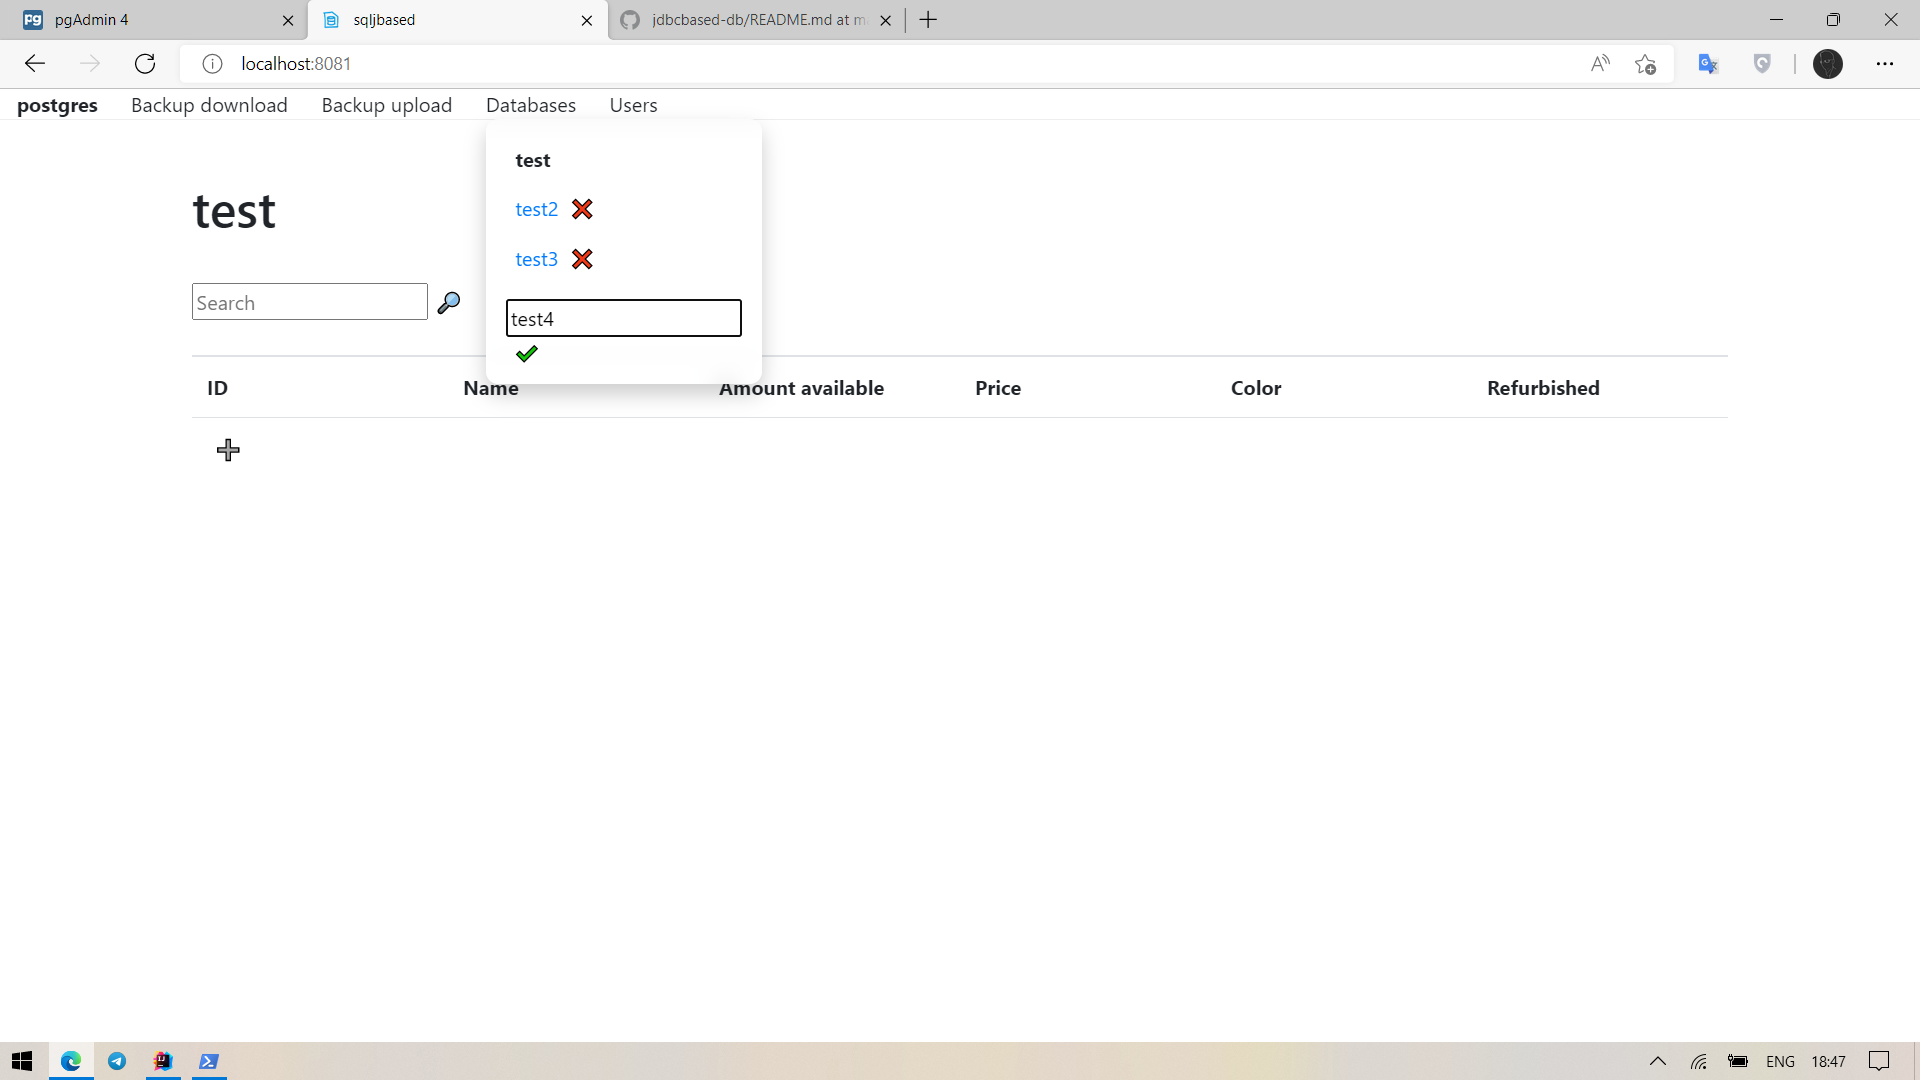 pgAdmin 4
sqljbased
jdbcbased-db/README.md at m
localhost:8081
postgres Backup download Backup upload Databases Users
test
test2
test3
test4
test
Search
ID Name Amount available Price Color Refurbished
ENG 18:47